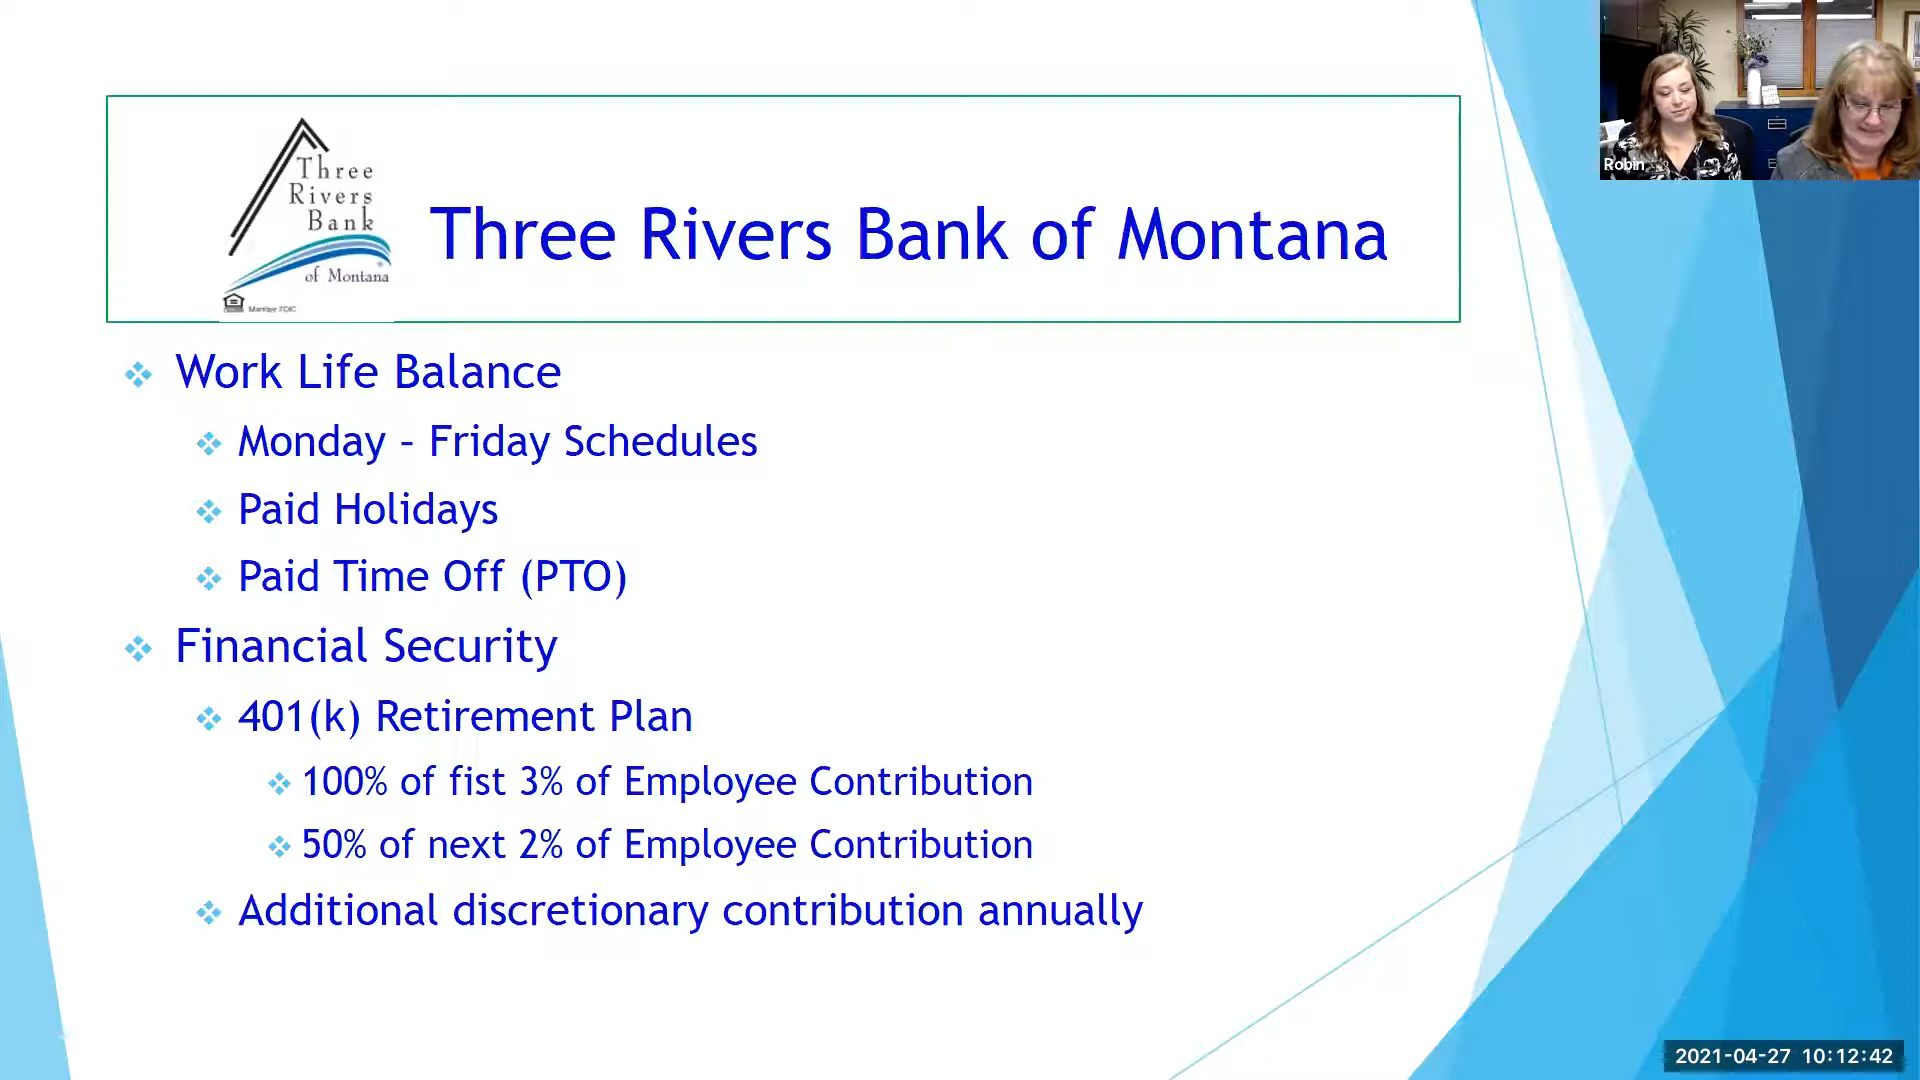 Three
Rivers
Bank
of Montana
Member FDIC
Three Rivers Bank of Montana
Robin
Work Life Balance
Monday - Friday Schedules
Paid Holidays
Paid Time Off (PTO)
Financial Security
401(k) Retirement Plan
100% of fist 3% of Employee Contribution
50% of next 2% of Employee Contribution
Additional discretionary contribution annually
2021-04-27 10:12:42